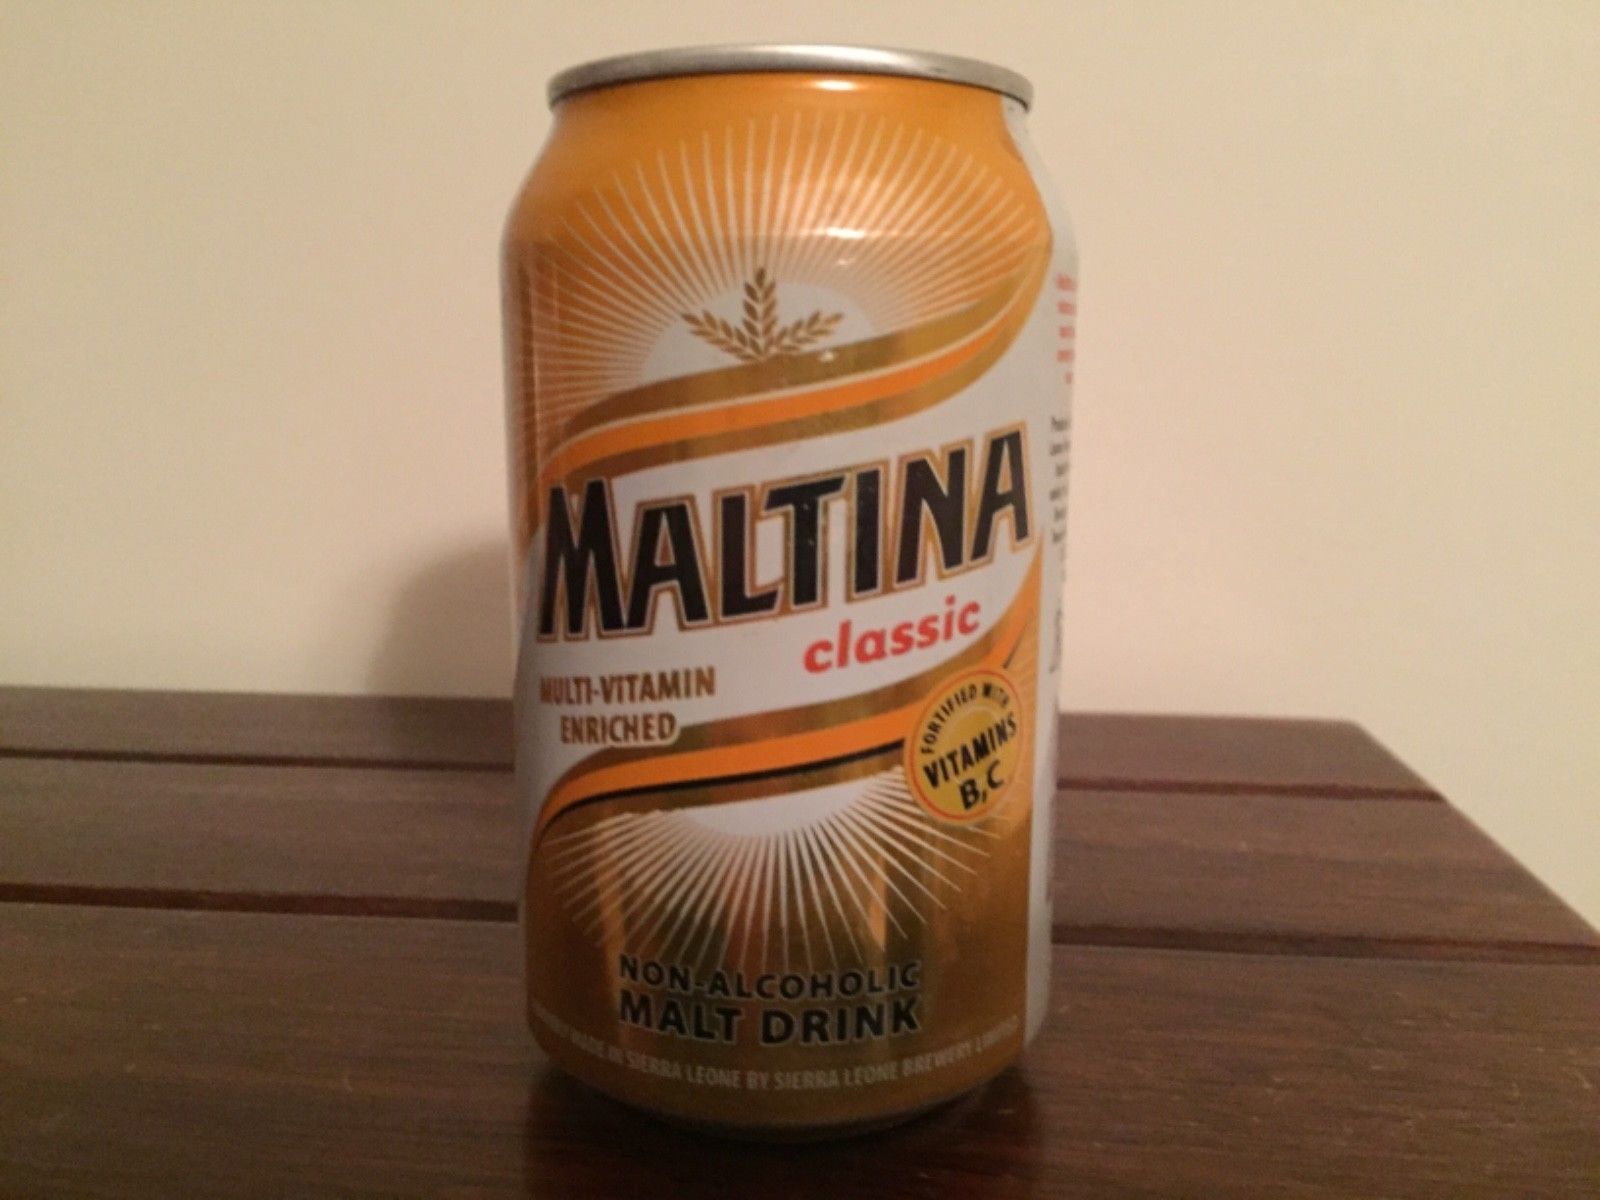 MALTINA
classic
MULTI-VITAMIN
ENRICHED
FORTIFIED WITH
VITAMINS
B,C
NON-ALCOHOLIC
MALT DRINK
MADE IN SIERRA LEONE BY SIERRA LEONE BREWERY LIMITED